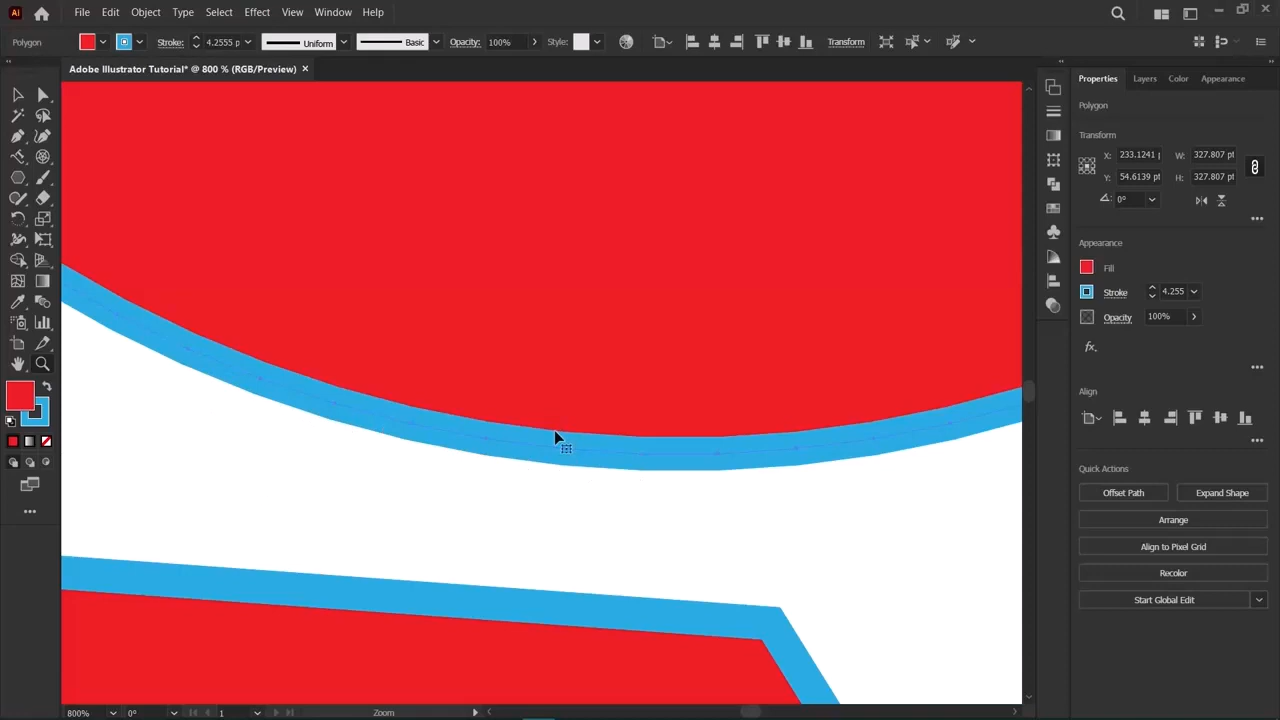 Ai File Edit Object Type Select Effect View Window Help
Polygon Stroke: 4.2555 p Uniform Basic Opacity: 100% Style: Transform
Adobe Illustrator Tutorial* @ 800 % (RGB/Preview) ×
Properties Layers Color Appearance
Polygon
Transform
X: 233.1241 p W: 327.807 pt
Y: 54.6139 pt H: 327.807 pt
0°
Appearance
Fill
Stroke 4.255
Opacity 100%
fx.
Align
Quick Actions
Offset Path Expand Shape
Arrange
Align to Pixel Grid
Recolor
Start Global Edit
800% 0° 1 Zoom